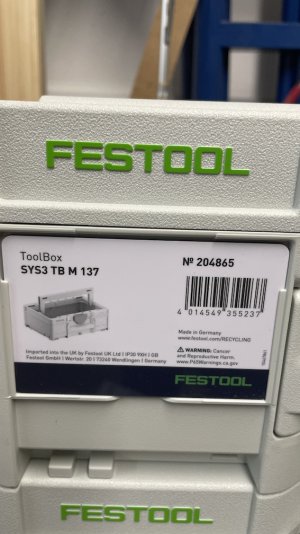 FESTOOL
ToolBox
SYS3 TB M 137
№ 204865
4 014549 355237
Made in Germany
www.festool.com/RECYCLING
WARNING: Cancer
and Reproductive Harm.
www.P65Warnings.ca.gov
Imported into the UK by Festool UK Ltd | IP30 9XH | GB
Festool GmbH | Wertstr. 20 | 73240 Wendlingen | Germany
FESTOOL
FESTOOL